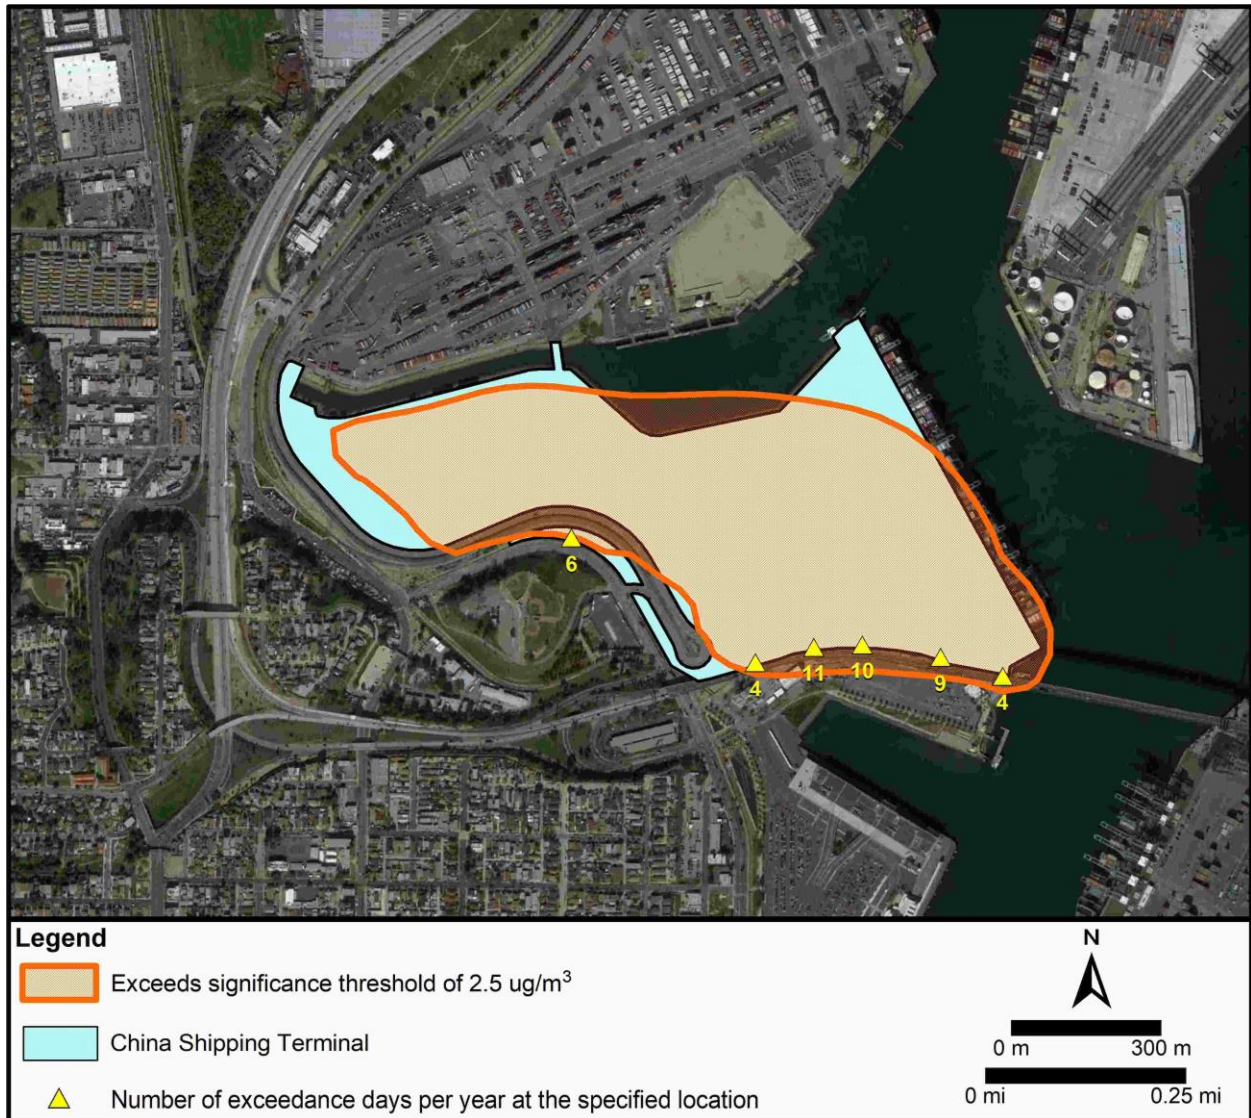 6
4
11
10
9
4
Legend
Exceeds significance threshold of 2.5 ug/m³
China Shipping Terminal
Number of exceedance days per year at the specified location
N
0 m 300 m
0 mi 0.25 mi